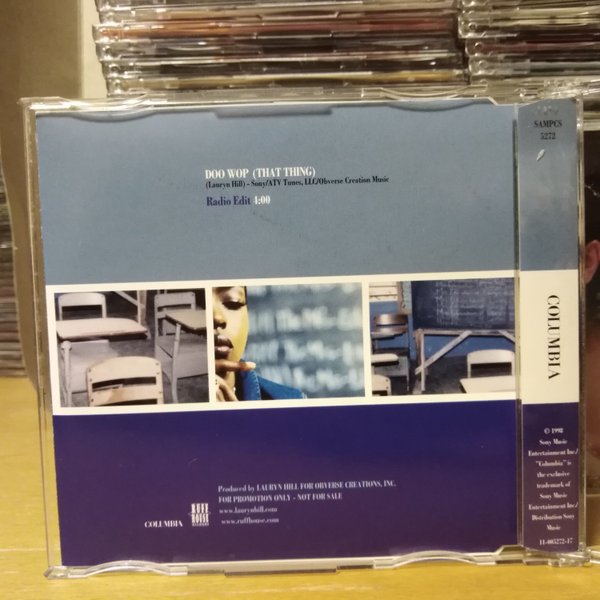 DOO WOP (THAT THING)
(Lauryn Hill) - Sony/ATV Tunes, LLC/Obverse Creation Music
Radio Edit 4:00
Produced by LAURYN HILL FOR OBVERSE CREATIONS, INC.
FOR PROMOTION ONLY - NOT FOR SALE
www.laurynhill.com
www.ruffhouse.com
COLUMBIA
RUFF
HOUSE
RECORDS
SAMPCS
5272
COLUMBIA
© 1998
Sony Music
Entertainment Inc/
"Columbia" is
the exclusive
trademark of
Sony Music
Entertainment Inc/
Distribution Sony
Music
11-005272-17